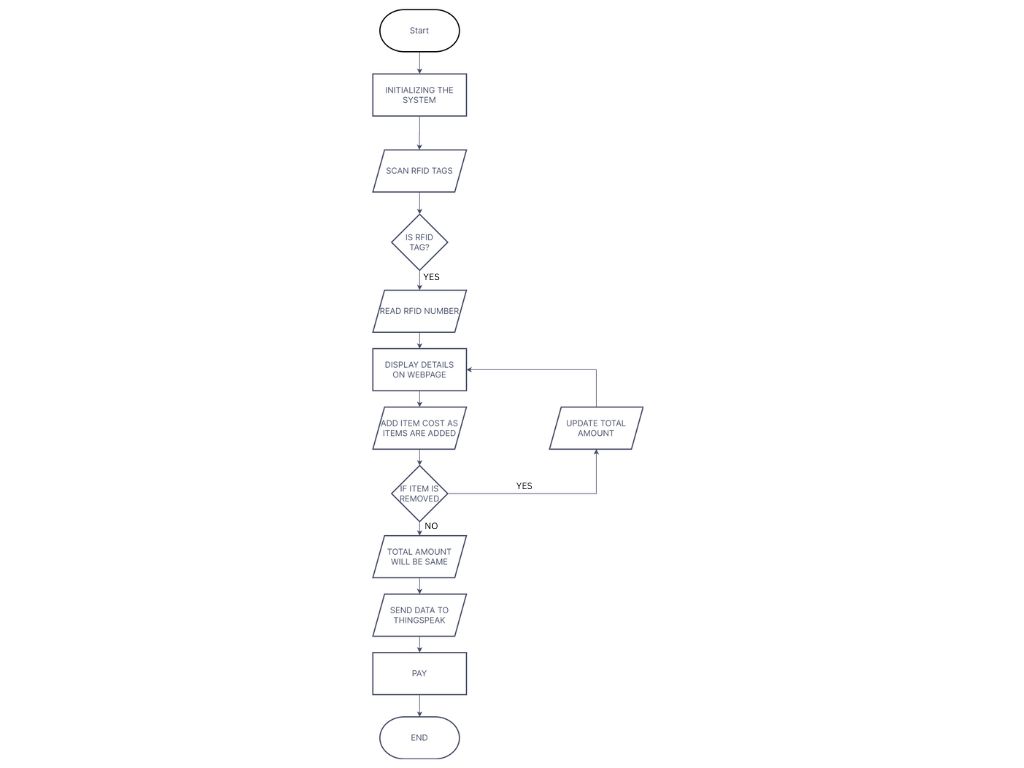 Start
INITIALIZING THE
SYSTEM
SCAN RFID TAGS
IS RFID
TAG?
YES
READ RFID NUMBER
DISPLAY DETAILS
ON WEBPAGE
ADD ITEM COST AS
ITEMS ARE ADDED
UPDATE TOTAL
AMOUNT
IF ITEM IS
REMOVED
YES
NO
TOTAL AMOUNT
WILL BE SAME
SEND DATA TO
THINGSPEAK
PAY
END